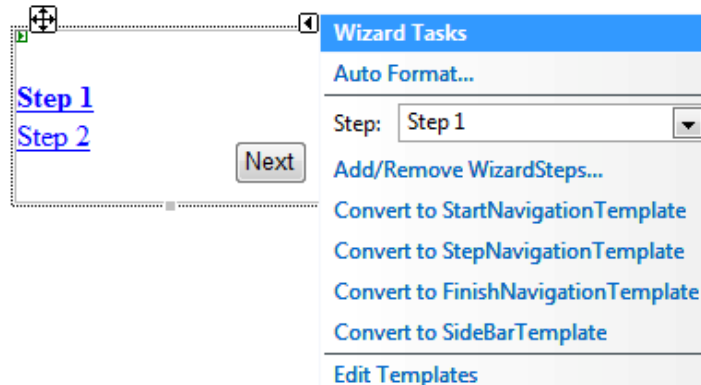 Step 1
Step 2
Next
Wizard Tasks
Auto Format...
Step: Step 1
Add/Remove WizardSteps...
Convert to StartNavigationTemplate
Convert to StepNavigationTemplate
Convert to FinishNavigationTemplate
Convert to SideBarTemplate
Edit Templates